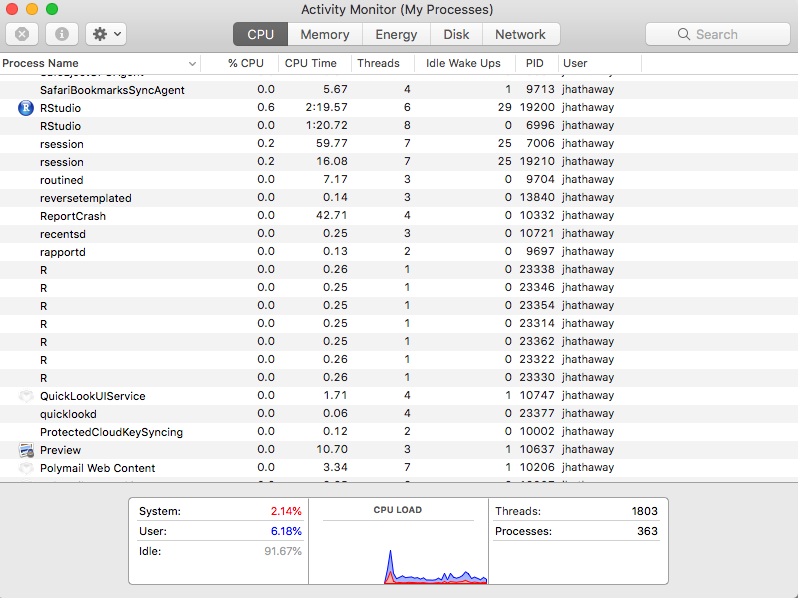 Activity Monitor (My Processes)
CPU Memory Energy Disk Network Search
Process Name % CPU CPU Time Threads Idle Wake Ups PID User
SafariBookmarksSyncAgent 0.0 5.67 4 1 9713 jhathaway
RStudio 0.6 2:19.57 6 29 19200 jhathaway
RStudio 0.0 1:20.72 8 0 6996 jhathaway
rsession 0.2 59.77 7 25 7006 jhathaway
rsession 0.2 16.08 7 25 19210 jhathaway
routined 0.0 7.17 3 0 9704 jhathaway
reversetemplated 0.0 0.14 3 0 13840 jhathaway
ReportCrash 0.0 42.71 4 0 10332 jhathaway
recentsd 0.0 0.25 3 0 10721 jhathaway
rapportd 0.0 0.13 2 0 9697 jhathaway
R 0.0 0.26 1 0 23338 jhathaway
R 0.0 0.25 1 0 23346 jhathaway
R 0.0 0.25 1 0 23354 jhathaway
R 0.0 0.25 1 0 23314 jhathaway
R 0.0 0.25 1 0 23362 jhathaway
R 0.0 0.26 1 0 23322 jhathaway
R 0.0 0.26 1 0 23330 jhathaway
QuickLookUIService 0.0 1.71 4 1 10747 jhathaway
quicklookd 0.0 0.06 4 0 23377 jhathaway
ProtectedCloudKeySyncing 0.0 0.12 2 0 10002 jhathaway
Preview 0.0 10.70 3 1 10637 jhathaway
Polymail Web Content 0.0 3.34 7 1 10206 jhathaway
System: 2.14% CPU LOAD Threads: 1803
User: 6.18% Processes: 363
Idle: 91.67%